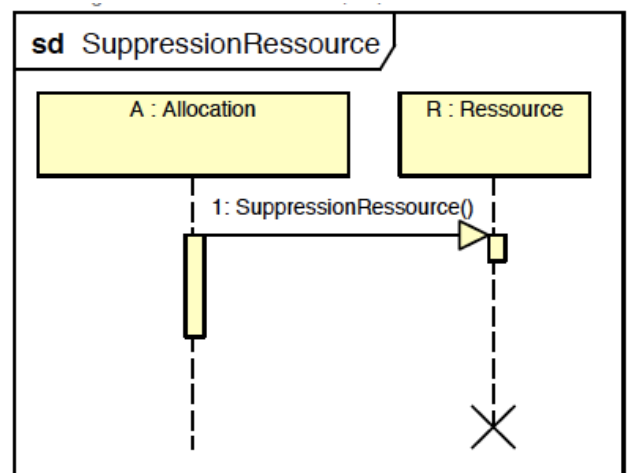 sd SuppressionRessource
A : Allocation
R : Ressource
1: SuppressionRessource()